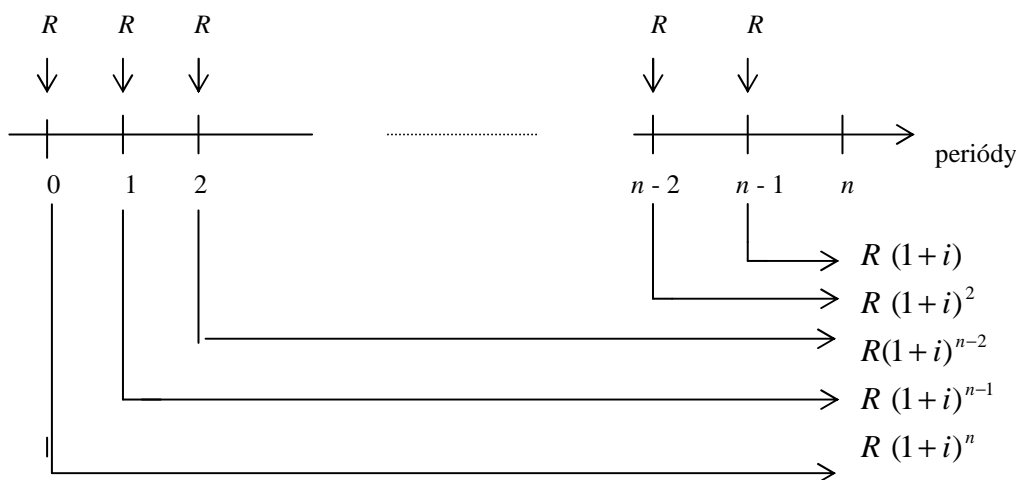 R R R R R
periódy
0 1 2 n - 2 n - 1 n
R (1 + i)
R (1 + i)^2
R(1 + i)^{n-2}
R (1 + i)^{n-1}
R (1 + i)^n